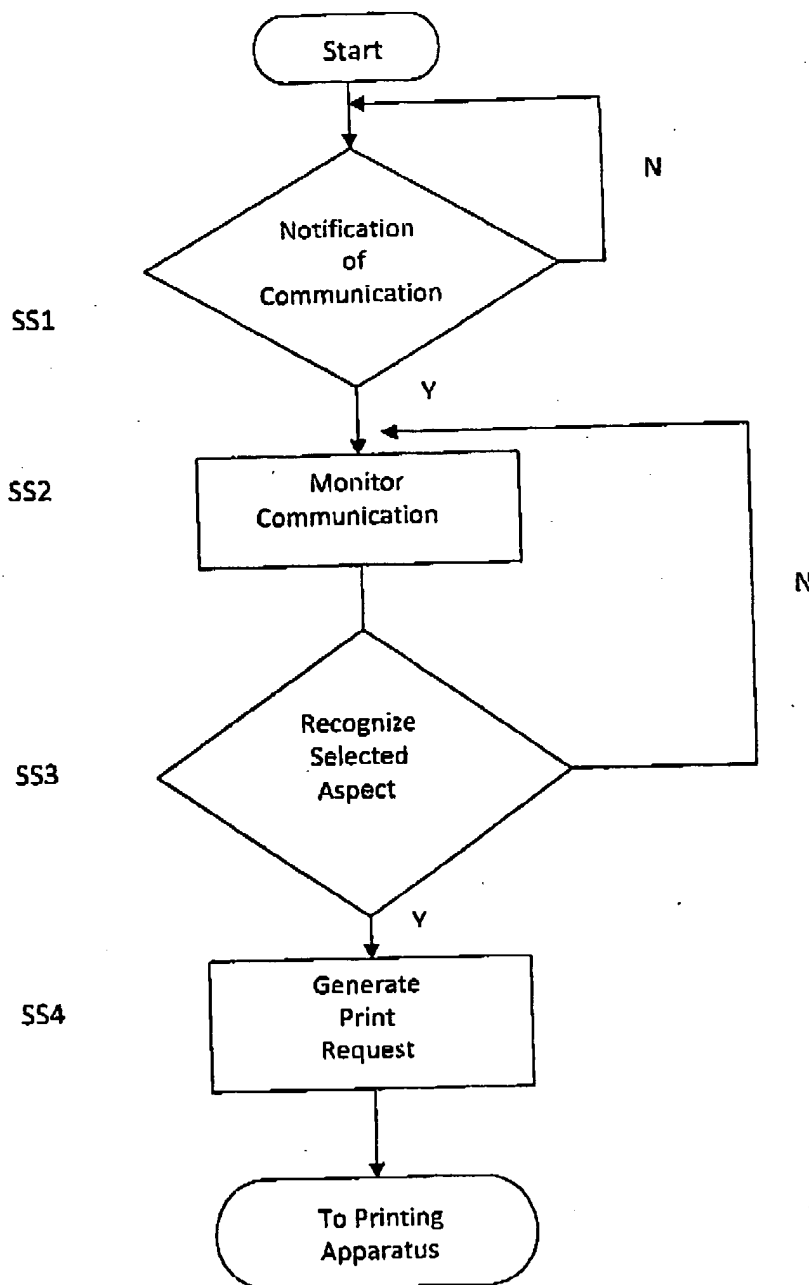 Start
N
Notification
of
Communication
SS1
Y
SS2
Monitor
Communication
N
Recognize
Selected
Aspect
SS3
Y
SS4
Generate
Print
Request
To Printing
Apparatus